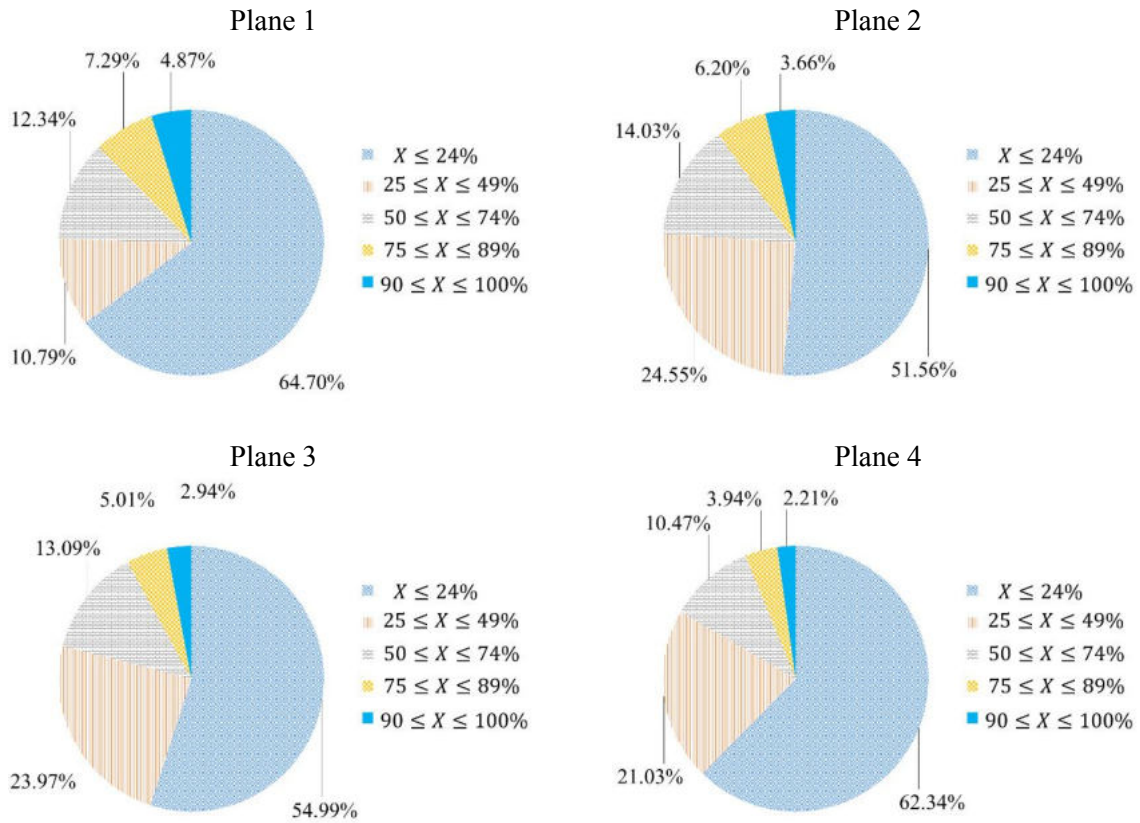 Plane 1
7.29% 4.87%
12.34%
10.79%
64.70%
X ≤ 24%
25 ≤ X ≤ 49%
50 ≤ X ≤ 74%
75 ≤ X ≤ 89%
90 ≤ X ≤ 100%
Plane 2
6.20% 3.66%
14.03%
24.55%
51.56%
X ≤ 24%
25 ≤ X ≤ 49%
50 ≤ X ≤ 74%
75 ≤ X ≤ 89%
90 ≤ X ≤ 100%
Plane 3
5.01% 2.94%
13.09%
23.97%
54.99%
X ≤ 24%
25 ≤ X ≤ 49%
50 ≤ X ≤ 74%
75 ≤ X ≤ 89%
90 ≤ X ≤ 100%
Plane 4
3.94% 2.21%
10.47%
21.03%
62.34%
X ≤ 24%
25 ≤ X ≤ 49%
50 ≤ X ≤ 74%
75 ≤ X ≤ 89%
90 ≤ X ≤ 100%